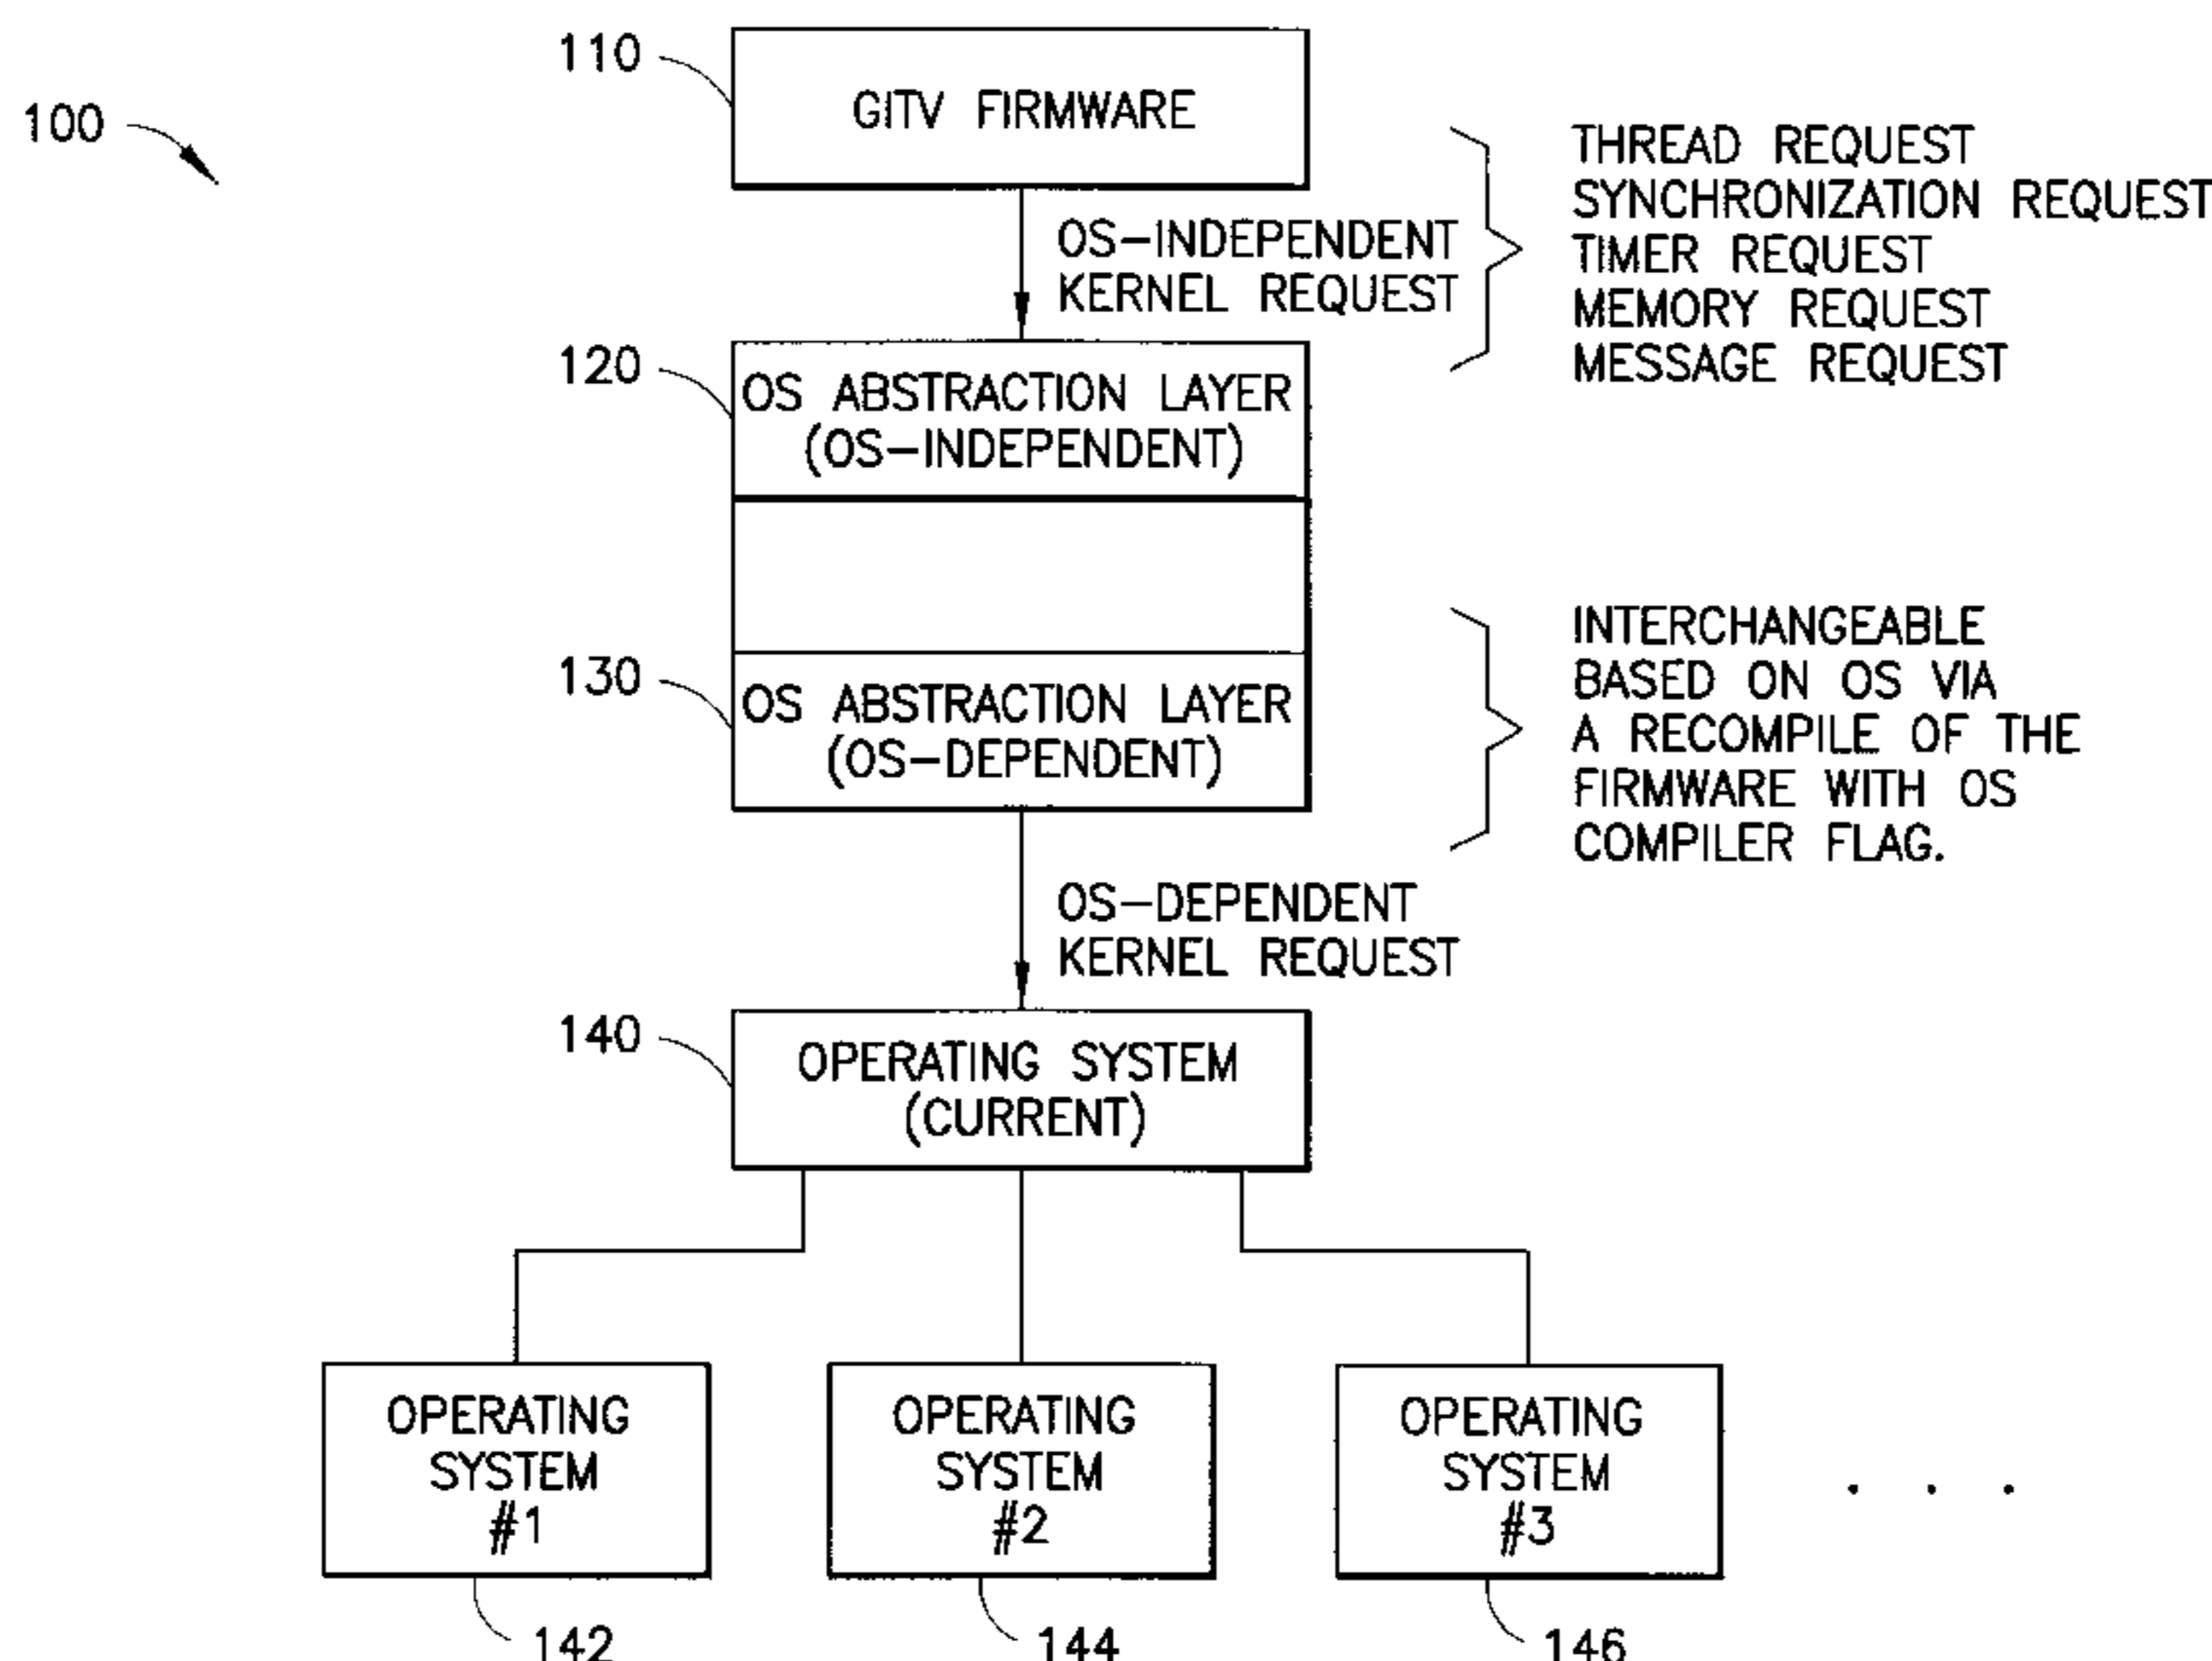 110
GITV FIRMWARE
100
THREAD REQUEST
SYNCHRONIZATION REQUEST
TIMER REQUEST
MEMORY REQUEST
MESSAGE REQUEST
OS-INDEPENDENT
KERNEL REQUEST
120
OS ABSTRACTION LAYER
(OS-INDEPENDENT)
130
OS ABSTRACTION LAYER
(OS-DEPENDENT)
INTERCHANGEABLE
BASED ON OS VIA
A RECOMPILE OF THE
FIRMWARE WITH OS
COMPILER FLAG.
OS-DEPENDENT
KERNEL REQUEST
140
OPERATING SYSTEM
(CURRENT)
OPERATING
SYSTEM
#1
OPERATING
SYSTEM
#2
OPERATING
SYSTEM
#3
. . .
142
144
146